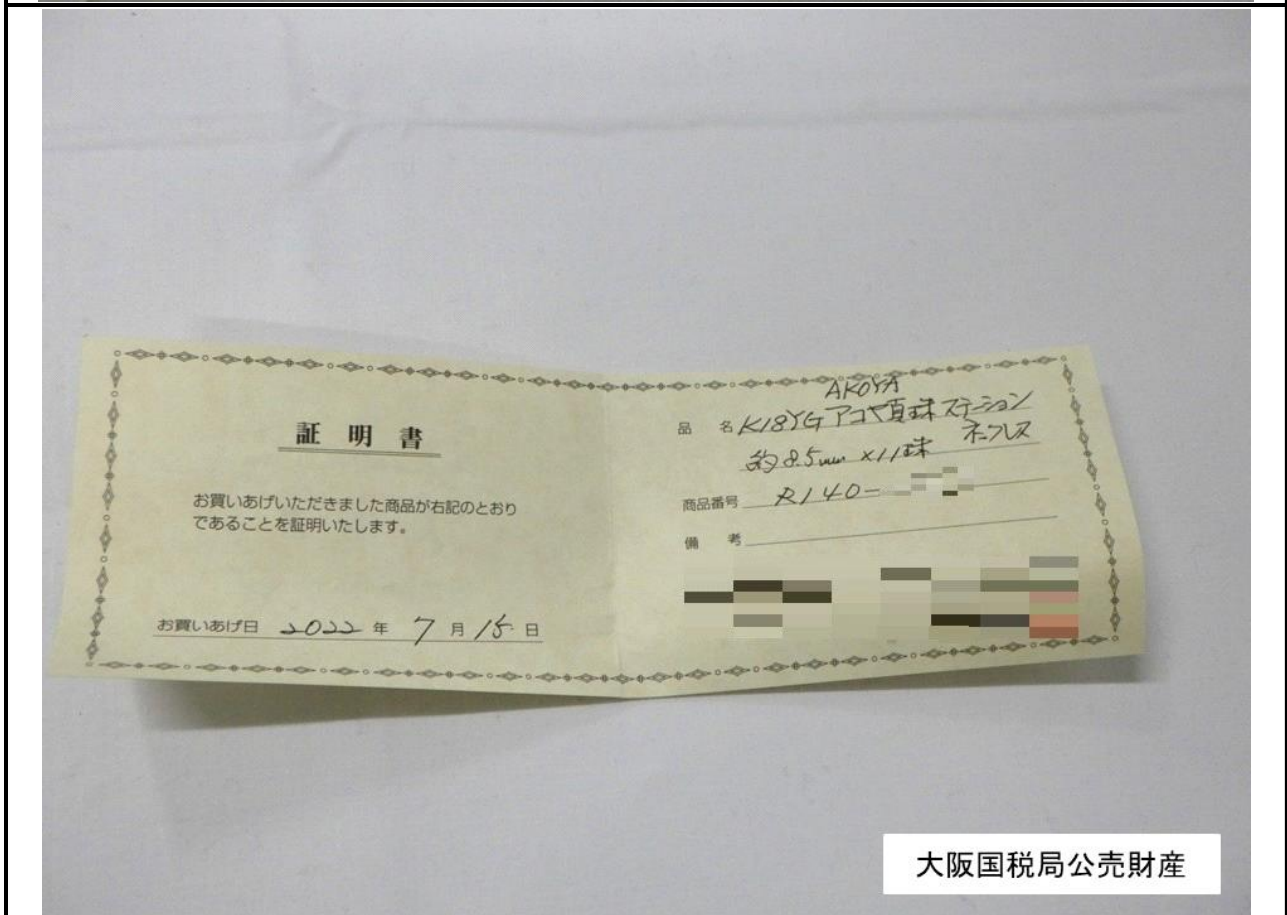 証明書
お買いあげいただきました商品が右記のとおり
であることを証明いたします。
お買いあげ日 2022 年 7 月 15 日
AKOYA
品 名 K18YG アコヤ真珠 ステーション
ネックレス
約 8.5mm ×11珠
商品番号 R140-
備 考
大阪国税局公売財産